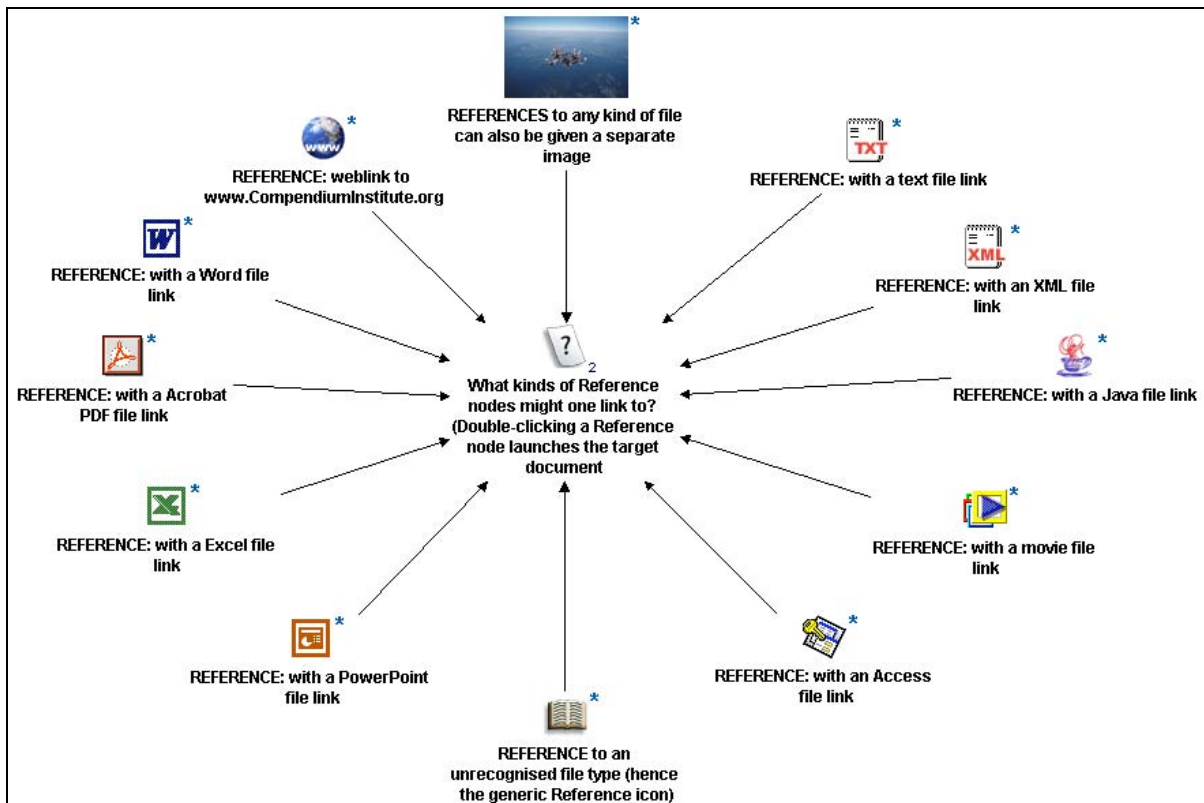 *
REFERENCES to any kind of file
can also be given a separate
image
www
*
REFERENCE: weblink to
www.CompendiumInstitute.org
TXT
*
REFERENCE: with a text file link
W
*
REFERENCE: with a Word file
link
XML
*
REFERENCE: with an XML file
link
*
REFERENCE: with a Acrobat
PDF file link
?
2
What kinds of Reference
nodes might one link to?
(Double-clicking a Reference
node launches the target
document
*
REFERENCE: with a Java file link
X
*
REFERENCE: with a Excel file
link
*
REFERENCE: with a movie file
link
*
REFERENCE: with a PowerPoint
file link
*
REFERENCE: with an Access
file link
*
REFERENCE to an
unrecognised file type (hence
the generic Reference icon)